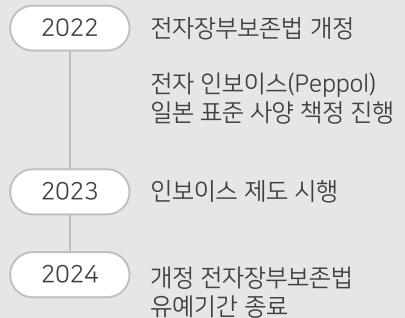 2022
전자장부보존법 개정
전자 인보이스(Peppol)
일본 표준 사양 책정 진행
2023
인보이스 제도 시행
2024
개정 전자장부보존법
유예기간 종료